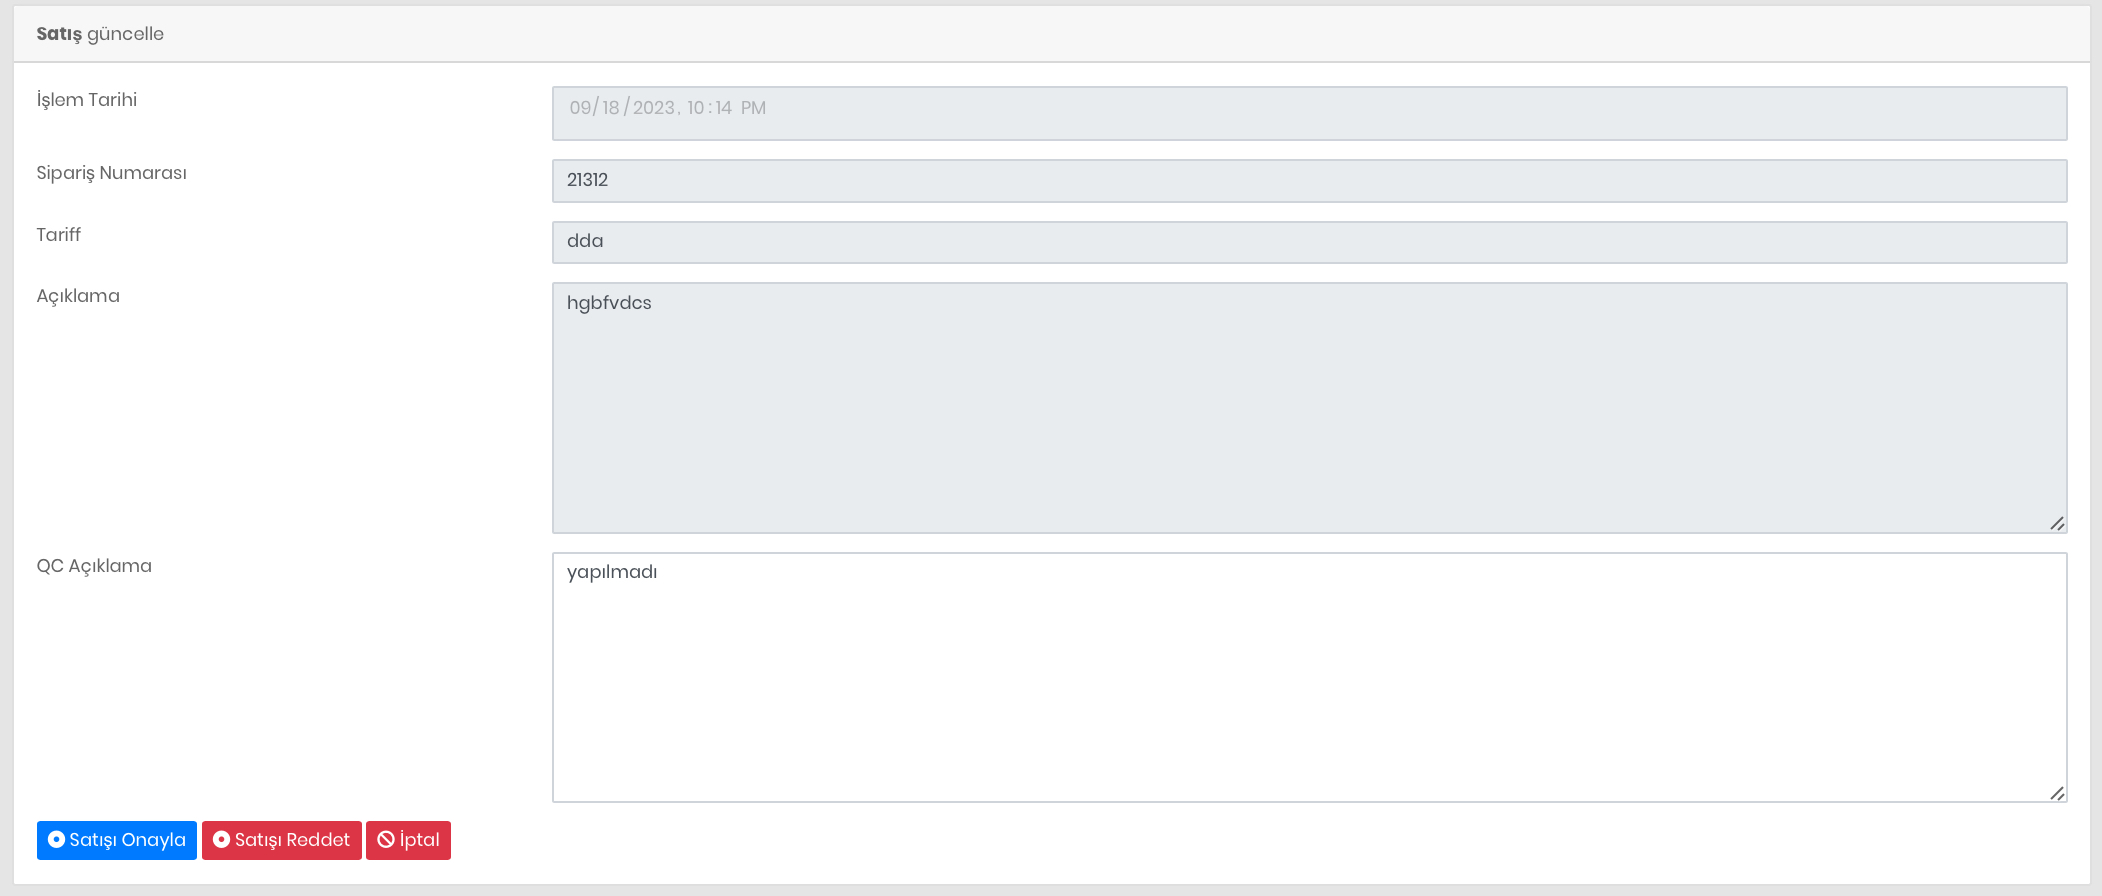 Satış güncelle
İşlem Tarihi
09/18/2023, 10:14 PM
Sipariş Numarası
21312
Tariff
dda
Açıklama
hgbfvdcs
QC Açıklama
yapılmadı
Satışı Onayla Satışı Reddet İptal